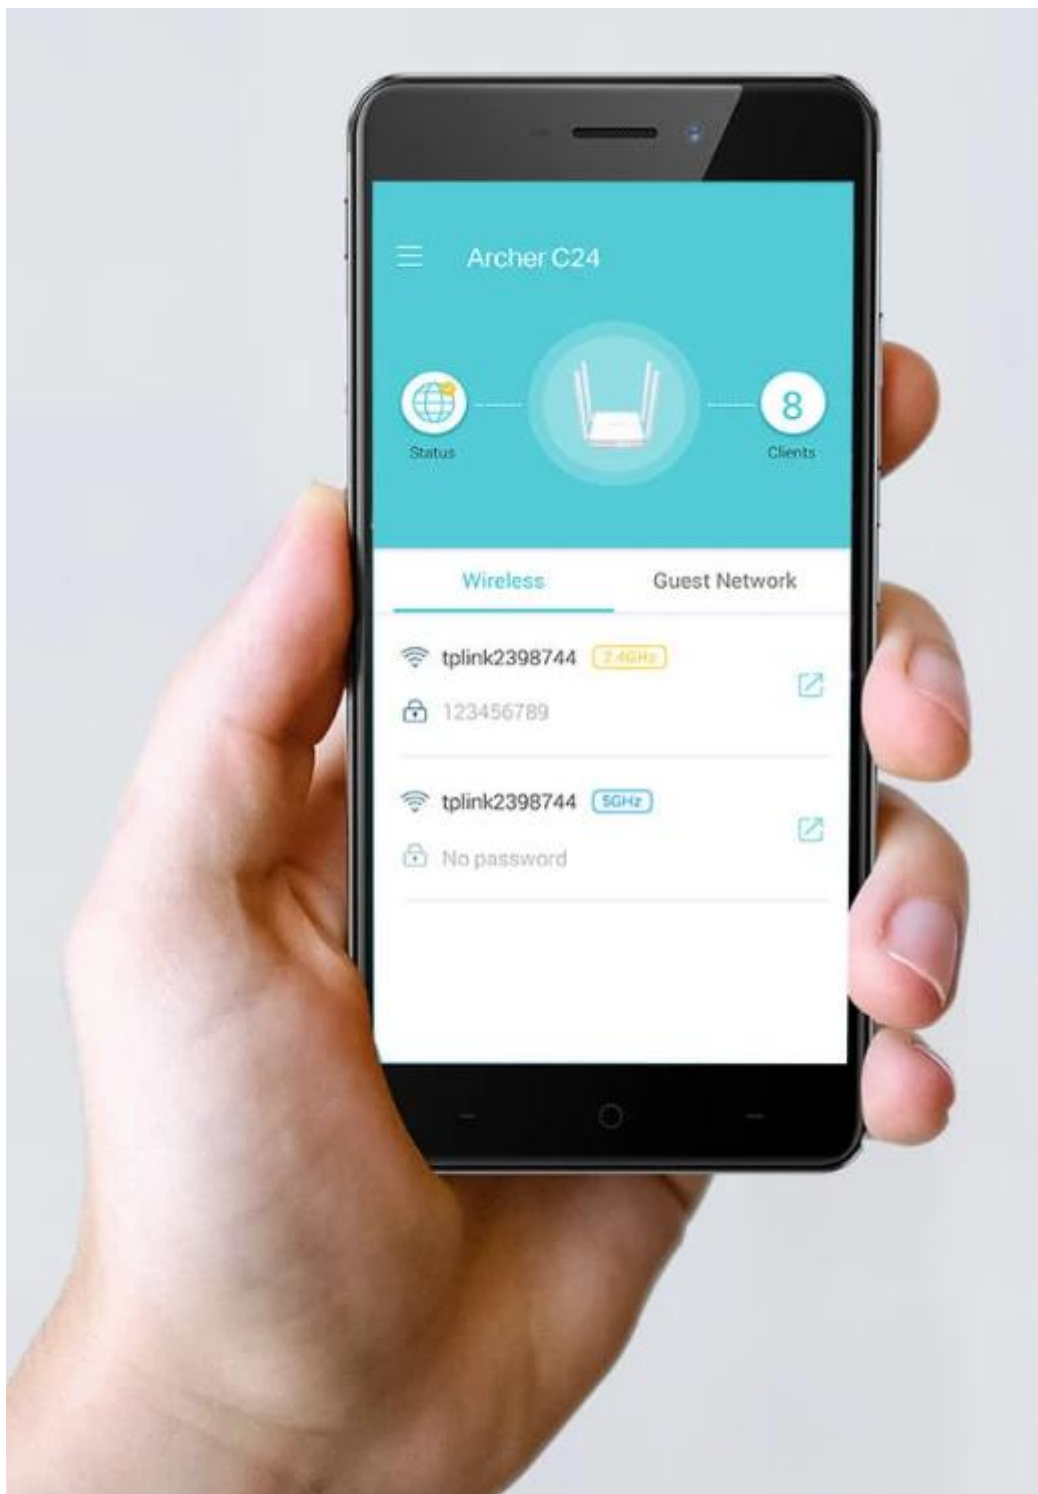 Archer C24
8
Status
Clients
Wireless
Guest Network
tplink2398744 2.4GHz
123456789
tplink2398744 5GHz
No password